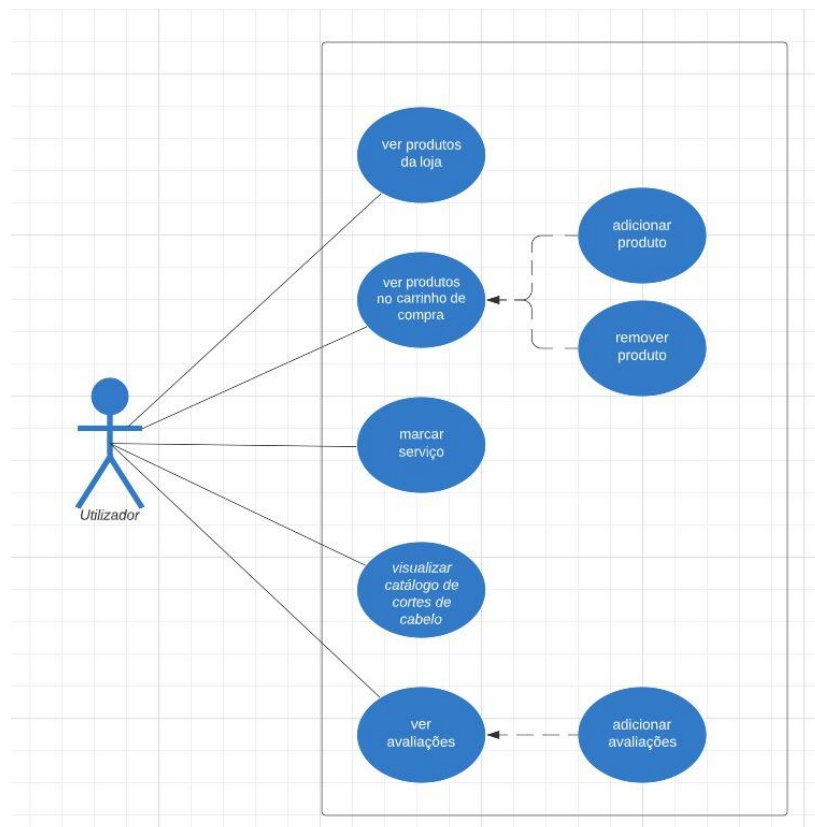 ver produtos
da loja
adicionar
produto
ver produtos
no carrinho de
compra
remover
produto
marcar
serviço
Utilizador
visualizar
catálogo de
cortes de
cabelo
ver
avaliações
adicionar
avaliações